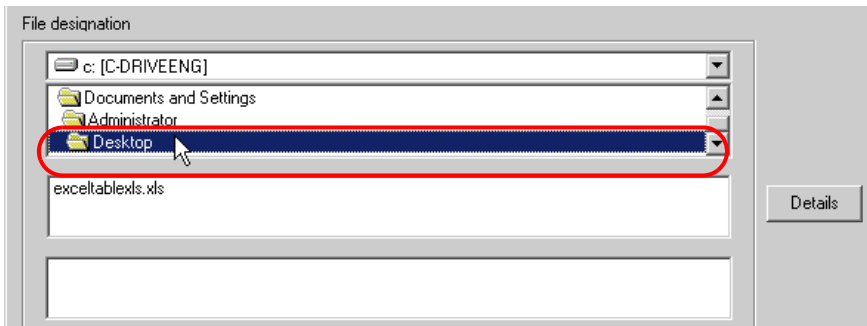 File designation
c: [C-DRIVEENG]
Documents and Settings
Administrator
Desktop
exceltablexls.xls
Details